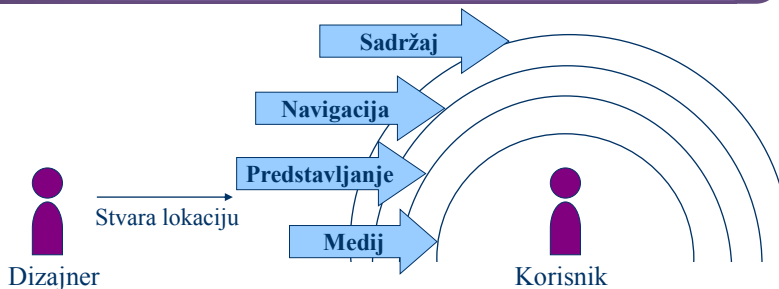 Sadržaj
Navigacija
Predstavljanje
Stvara lokaciju
Medij
Dizajner
Korisnik